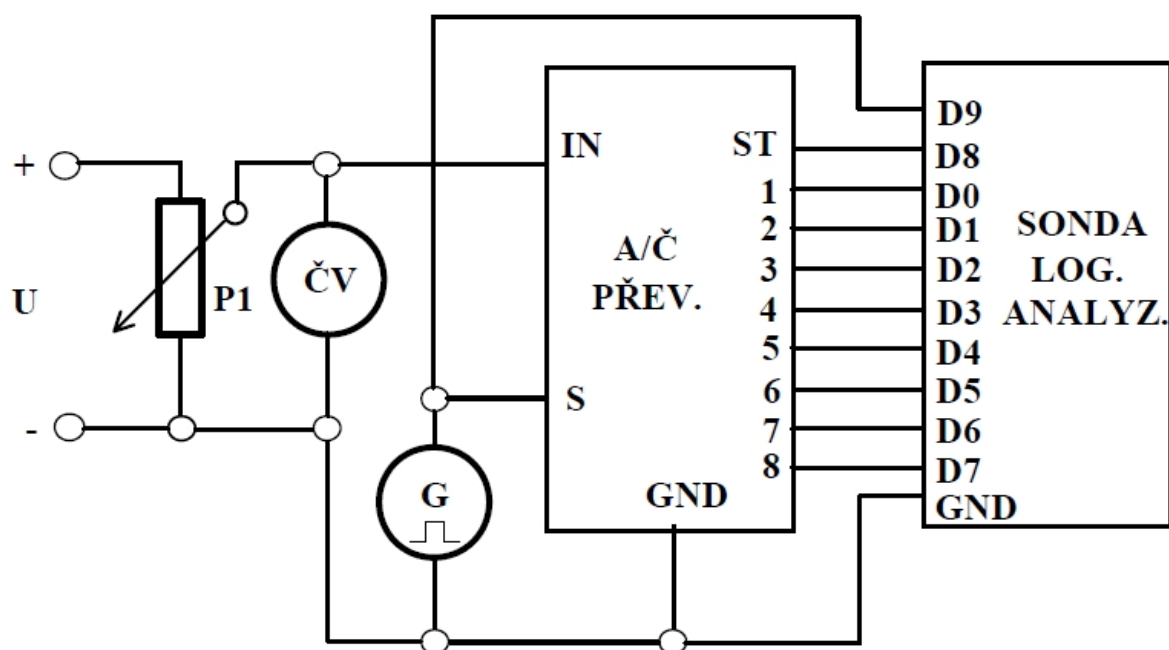 +
-
U
P1
ČV
G
IN
S
A/Č
PŘEV.
GND
ST
1
2
3
4
5
6
7
8
D9
D8
D0
D1
D2
D3
D4
D5
D6
D7
GND
SONDA
LOG.
ANALYZ.